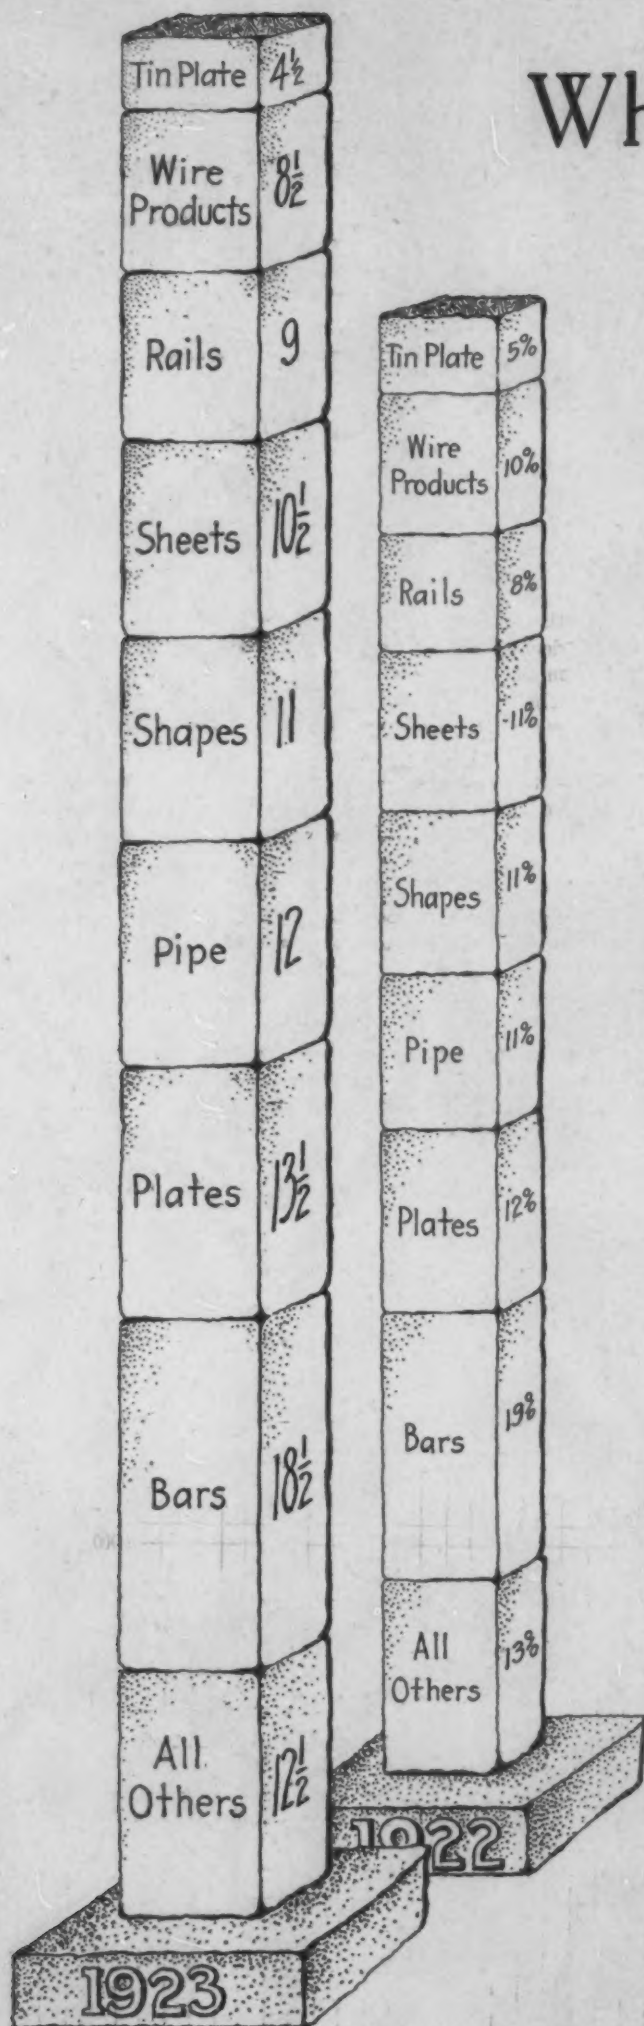 Wh
Tin Plate 4½
Wire
Products 8½
Rails 9
Sheets 10½
Shapes 11
Pipe 12
Plates 13½
Bars 18½
All
Others 12½
1923
Tin Plate 5%
Wire
Products 10%
Rails 8%
Sheets 11%
Shapes 11%
Pipe 11%
Plates 12%
Bars 19%
All
Others 13%
1922